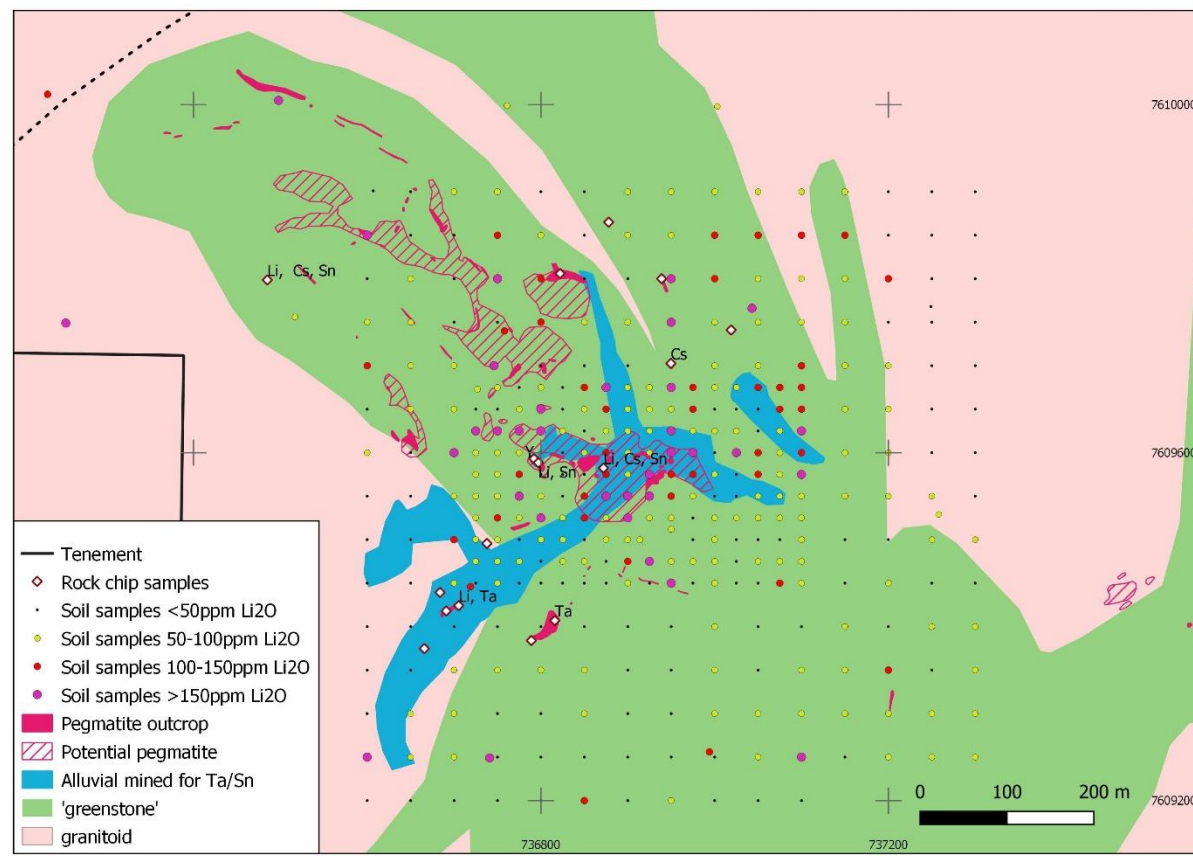 7610000
Li, Cs, Sn
Cs
Y
Li, Sn
Li, Cs, Sn
7609600
Li, Ta
Ta
Tenement
Rock chip samples
Soil samples <50ppm Li2O
Soil samples 50-100ppm Li2O
Soil samples 100-150ppm Li2O
Soil samples >150ppm Li2O
Pegmatite outcrop
Potential pegmatite
Alluvial mined for Ta/Sn
'greenstone'
granitoid
0 100 200 m
7609200
736800 737200